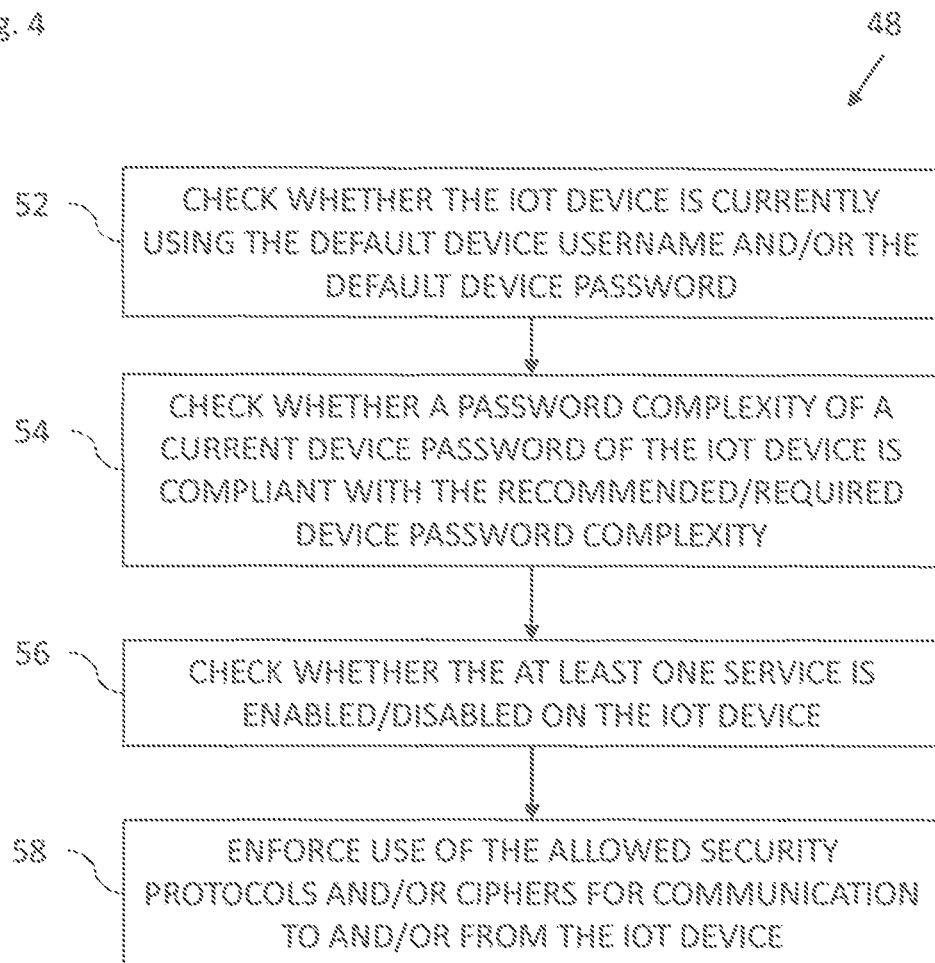 g. 4
48
52
CHECK WHETHER THE IOT DEVICE IS CURRENTLY
USING THE DEFAULT DEVICE USERNAME AND/OR THE
DEFAULT DEVICE PASSWORD
54
CHECK WHETHER A PASSWORD COMPLEXITY OF A
CURRENT DEVICE PASSWORD OF THE IOT DEVICE IS
COMPLIANT WITH THE RECOMMENDED/REQUIRED
DEVICE PASSWORD COMPLEXITY
56
CHECK WHETHER THE AT LEAST ONE SERVICE IS
ENABLED/DISABLED ON THE IOT DEVICE
58
ENFORCE USE OF THE ALLOWED SECURITY
PROTOCOLS AND/OR CIPHERS FOR COMMUNICATION
TO AND/OR FROM THE IOT DEVICE